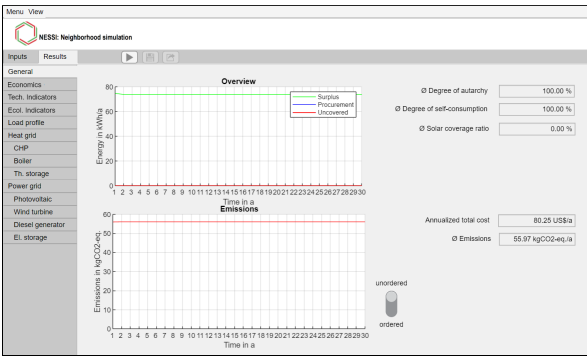 Menu View
NESSI: Neighborhood simulation
Inputs Results
General
Economics
Tech. Indicators
Ecol. Indicators
Load profile
Heat grid
CHP
Boiler
Th. storage
Power grid
Photovoltaic
Wind turbine
Diesel generator
El. storage
Overview
Energy in kWh/a
80
60
40
20
0
Surplus
Procurement
Uncovered
1 2 3 4 5 6 7 8 9 10 11 12 13 14 15 16 17 18 19 20 21 22 23 24 25 26 27 28 29 30
Time in a
Ø Degree of autarchy 100.00 %
Ø Degree of self-consumption 100.00 %
Ø Solar coverage ratio 0.00 %
Emissions
Emissions in kgCO2-eq.
60
50
40
30
20
10
0
1 2 3 4 5 6 7 8 9 10 11 12 13 14 15 16 17 18 19 20 21 22 23 24 25 26 27 28 29 30
Time in a
Annualized total cost 80.25 US$/a
Ø Emissions 55.97 kgCO2-eq./a
unordered
ordered